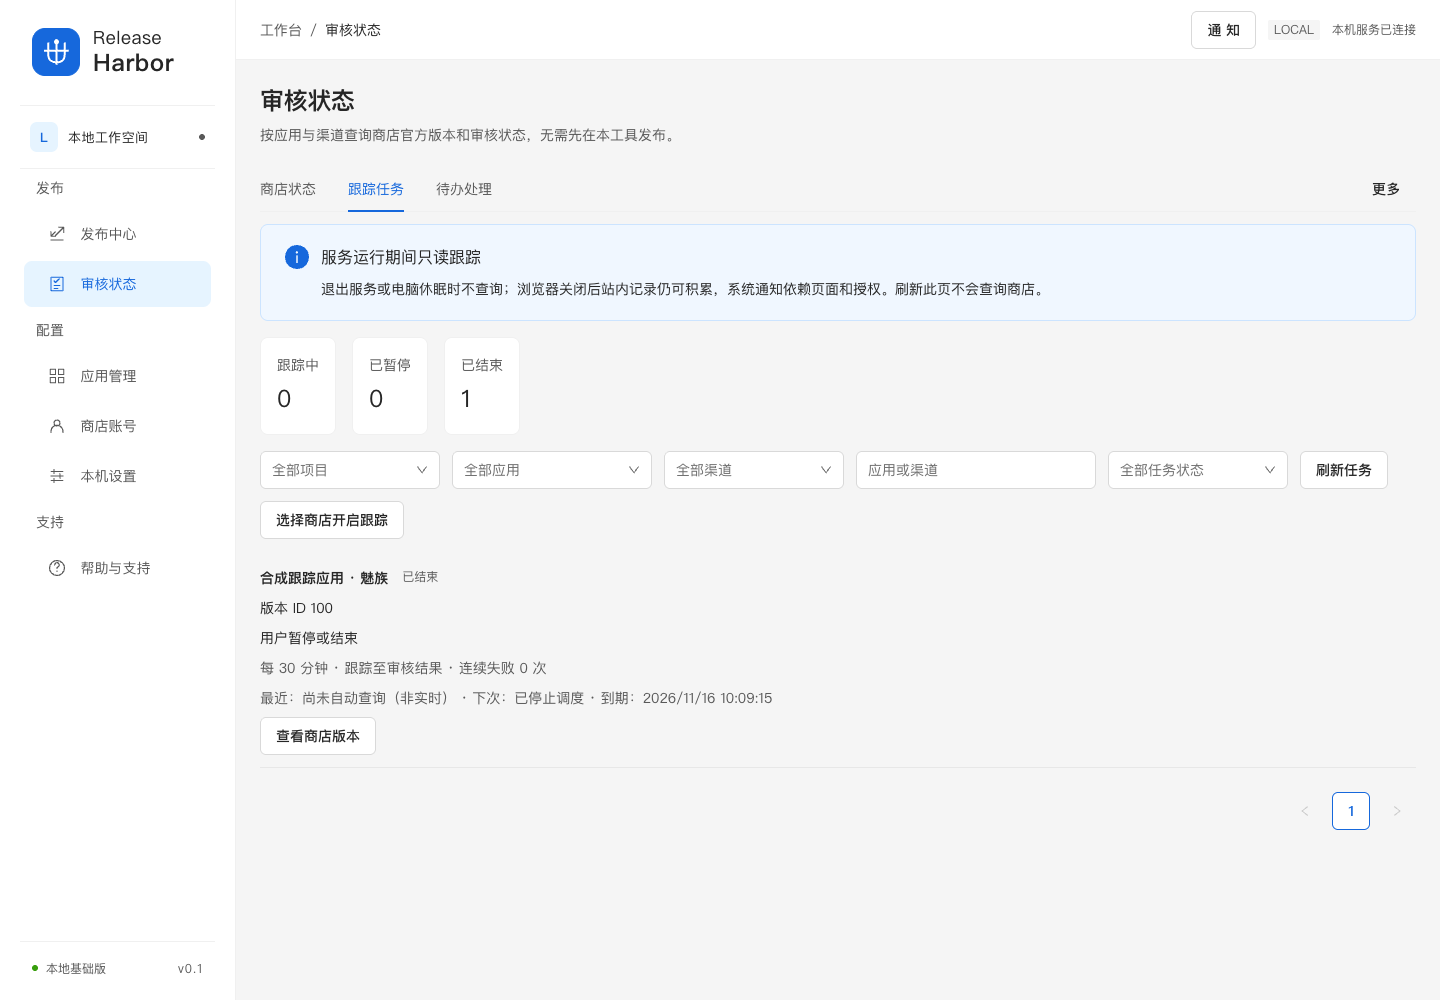 Release
Harbor
L 本地工作空间
发布
发布中心
审核状态
配置
应用管理
商店账号
本机设置
支持
帮助与支持
本地基础版 v0.1
工作台 / 审核状态
通 知 LOCAL 本机服务已连接
审核状态
按应用与渠道查询商店官方版本和审核状态，无需先在本工具发布。
商店状态 跟踪任务 待办处理 更多
服务运行期间只读跟踪
退出服务或电脑休眠时不查询；浏览器关闭后站内记录仍可积累，系统通知依赖页面和授权。刷新此页不会查询商店。
跟踪中 已暂停 已结束
0 0 1
全部项目 全部应用 全部渠道 应用或渠道 全部任务状态 刷新任务
选择商店开启跟踪
合成跟踪应用 · 魅族 已结束
版本 ID 100
用户暂停或结束
每 30 分钟 · 跟踪至审核结果 · 连续失败 0 次
最近：尚未自动查询（非实时） · 下次：已停止调度 · 到期：2026/11/16 10:09:15
查看商店版本
1